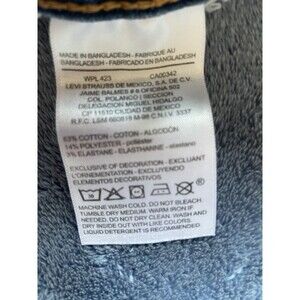 MADE IN BANGLADESH - FABRIQUE AU
BANGLADESH - FABRICADO EN BANGLADESH
WPL 423 CA00342
LEVI STRAUSS DE MEXICO, S.A. DE C.V.
JAIME BALMES # 8 OFICINA 502
COL. POLANCO I SECCION
DELEGACION MIGUEL HIDALGO
CP 11510 CIUDAD DE MEXICO
R.F.C. LSM
COTTON - COTON - ALGODÓN
14% POLYESTER - poliéster
3% ELASTANE - ELASTHANNE - elastano
EXCLUSIVE OF DECORATION - EXCLUANT
L'ORNEMENTATION - EXCLUYENDO
ELEMENTOS DECORATIVOS
MACHINE WASH COLD. DO NOT BLEACH.
TUMBLE DRY MEDIUM. WARM IRON IF
NEEDED. DO NOT DRY CLEAN. WASH AND
DRY INSIDE OUT WITH LIKE COLORS.
LIQUID DETERGENT IS RECOMMENDED.